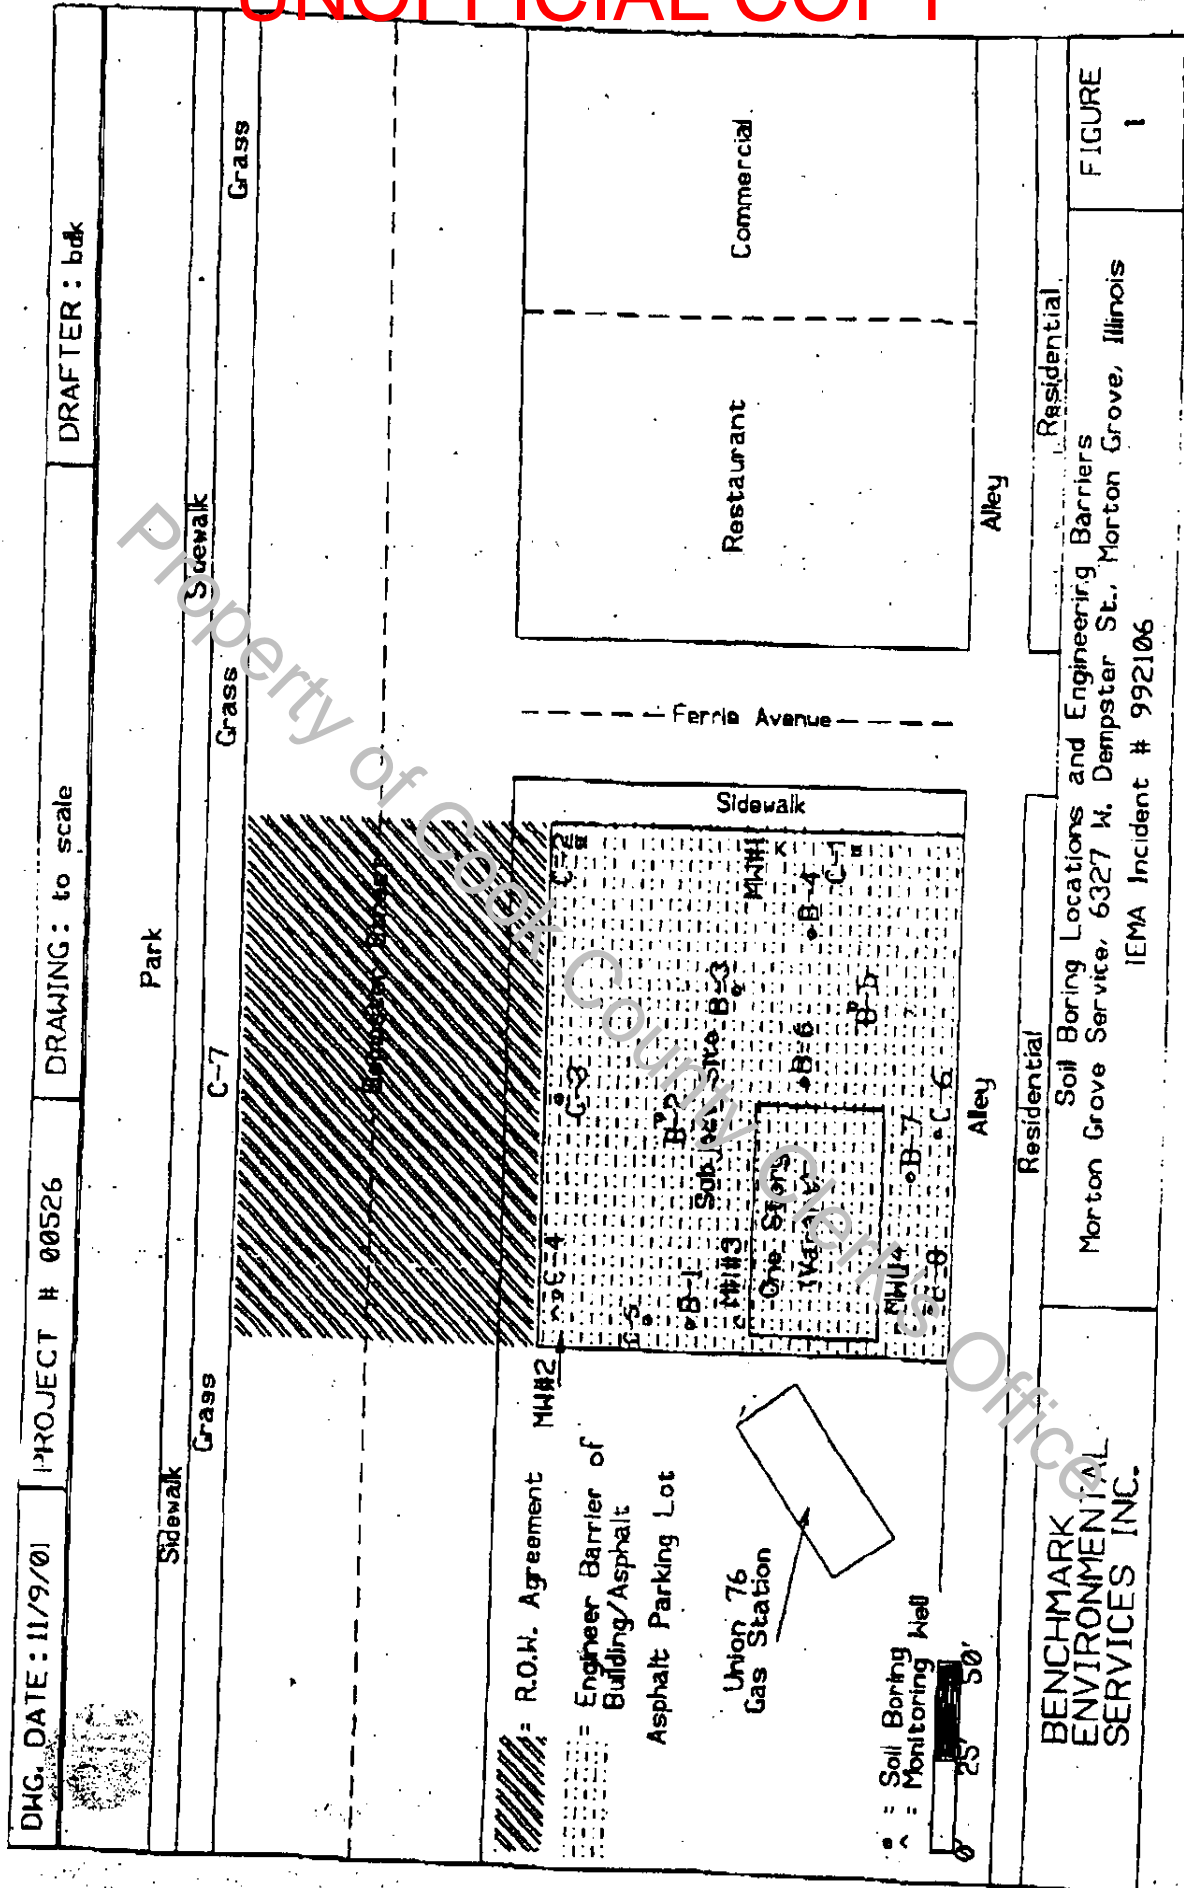 UNOFFICIAL COPY
DWG. DATE: 11/9/01
PROJECT # 00526
DRAWING: to scale
DRAFTER: bdk
Park
Sidewalk
Sidewalk
Grass
C-7
Grass
Grass
MW#2
C-4
C-3
C-2
C-5
B-1
B-2
Subject Site
B-3
MW#1
MW#3
One Story
B-6
B-4
C-1
B-5
B-7
C-6
MW#4
C-8
Sidewalk
Ferris Avenue
Restaurant
Commercial
= R.O.W. Agreement
= Engineer Barrier of
Building/Asphalt
Asphalt Parking Lot
Union 76
Gas Station
= Soil Boring
^ = Monitoring Well
0' 25' 50'
Alley
Alley
Residential
Residential
BENCHMARK
ENVIRONMENTAL
SERVICES INC.
Soil Boring Locations and Engineering Barriers
Morton Grove Service, 6327 W. Dempster St., Morton Grove, Illinois
IEMA Incident # 992106
FIGURE
1
Property of Cook County Clerk's Office